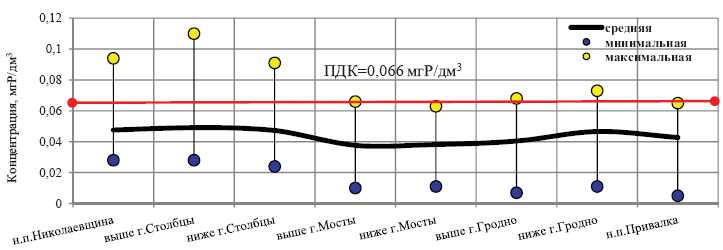 Концентрация, мгР/дм³
0,12
0,1
0,08
0,06
0,04
0,02
0
средняя
минимальная
максимальная
ПДК=0,066 мгР/дм³
н.п.Николаевщина
выше г.Столбцы
ниже г.Столбцы
выше г.Мосты
ниже г.Мосты
выше г.Гродно
ниже г.Гродно
н.п.Привалка